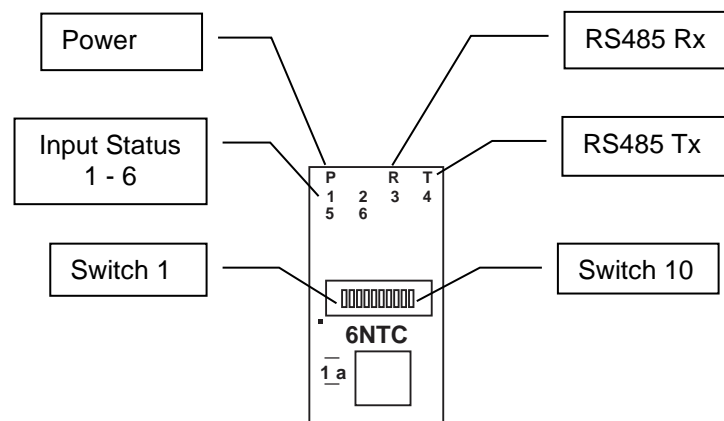 Power
RS485 Rx
Input Status
1 - 6
RS485 Tx
P R T
1 2 3 4
5 6
Switch 1
Switch 10
6NTC
1 a